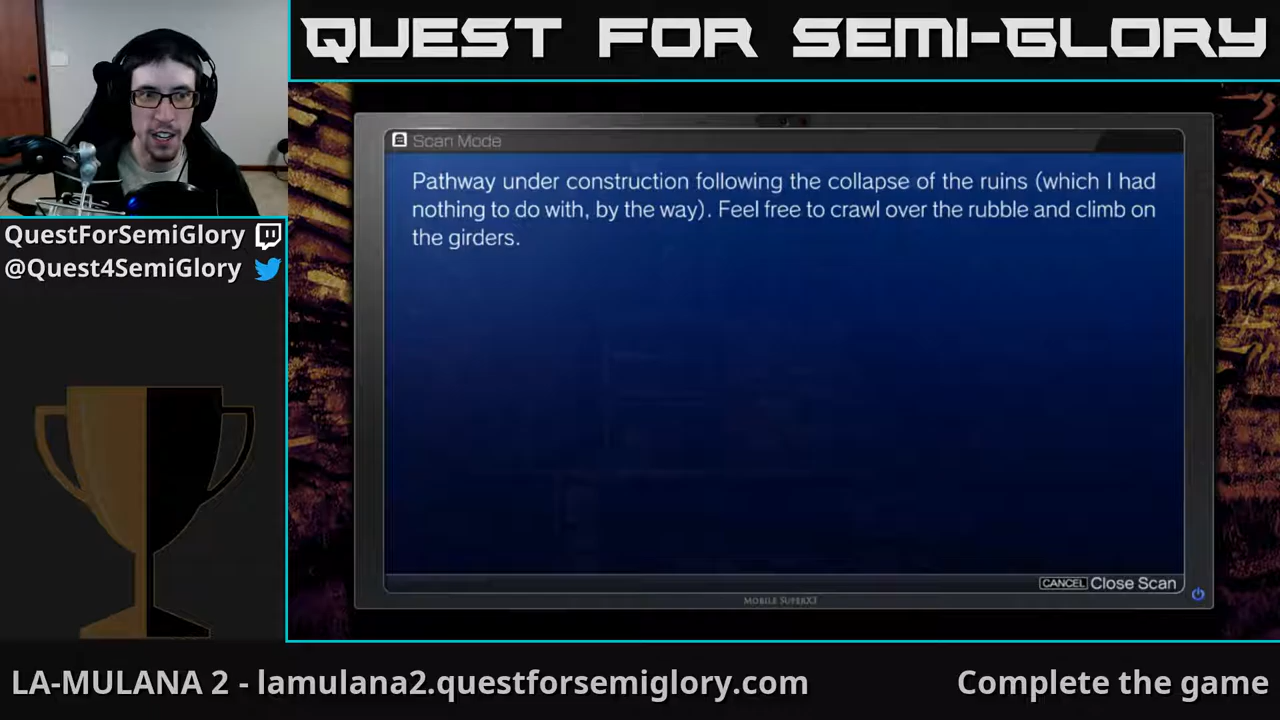 QUEST FOR SEMI-GLORY
Scan Mode
Pathway under construction following the collapse of the ruins (which I had
nothing to do with, by the way). Feel free to crawl over the rubble and climb on
the girders.
QuestForSemiGlory
@Quest4SemiGlory
CANCEL Close Scan
MOBILE SUPERX3
LA-MULANA 2 - lamulana2.questforsemiglory.com
Complete the game